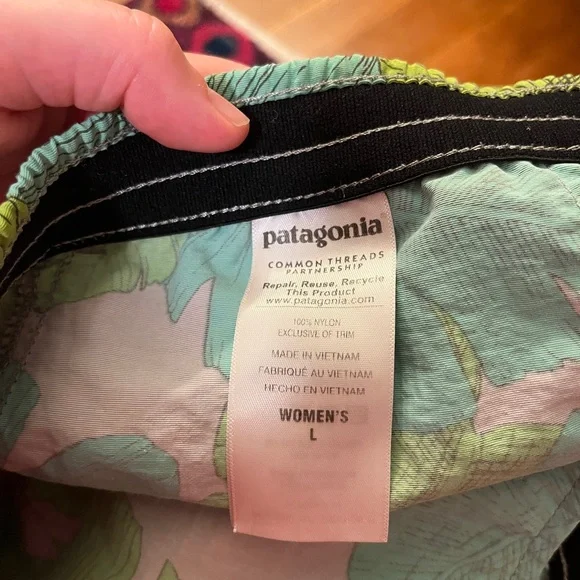 patagonia
COMMON THREADS
PARTNERSHIP
Repair, Reuse, Recycle
This Product
www.patagonia.com
100% NYLON
EXCLUSIVE OF TRIM
MADE IN VIETNAM
FABRIQUÉ AU VIETNAM
HECHO EN VIETNAM
WOMEN'S
L